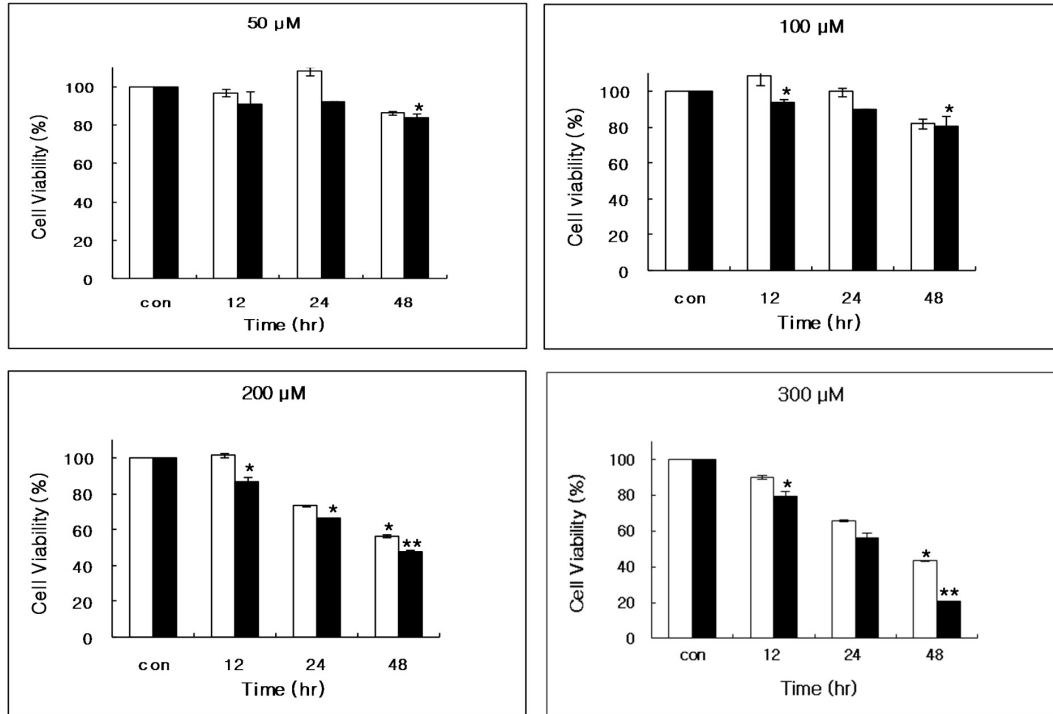 50 μM
Cell Viability (%)
100
80
60
40
20
0
*
con 12 24 48
Time (hr)
100 μM
Cell viability (%)
100
80
60
40
20
0
* *
con 12 24 48
Time (hr)
200 μM
Cell Viability (%)
100
80
60
40
20
0
* * * **
con 12 24 48
Time (hr)
300 μM
Cell Viability (%)
100
80
60
40
20
0
* * **
con 12 24 48
Time (hr)